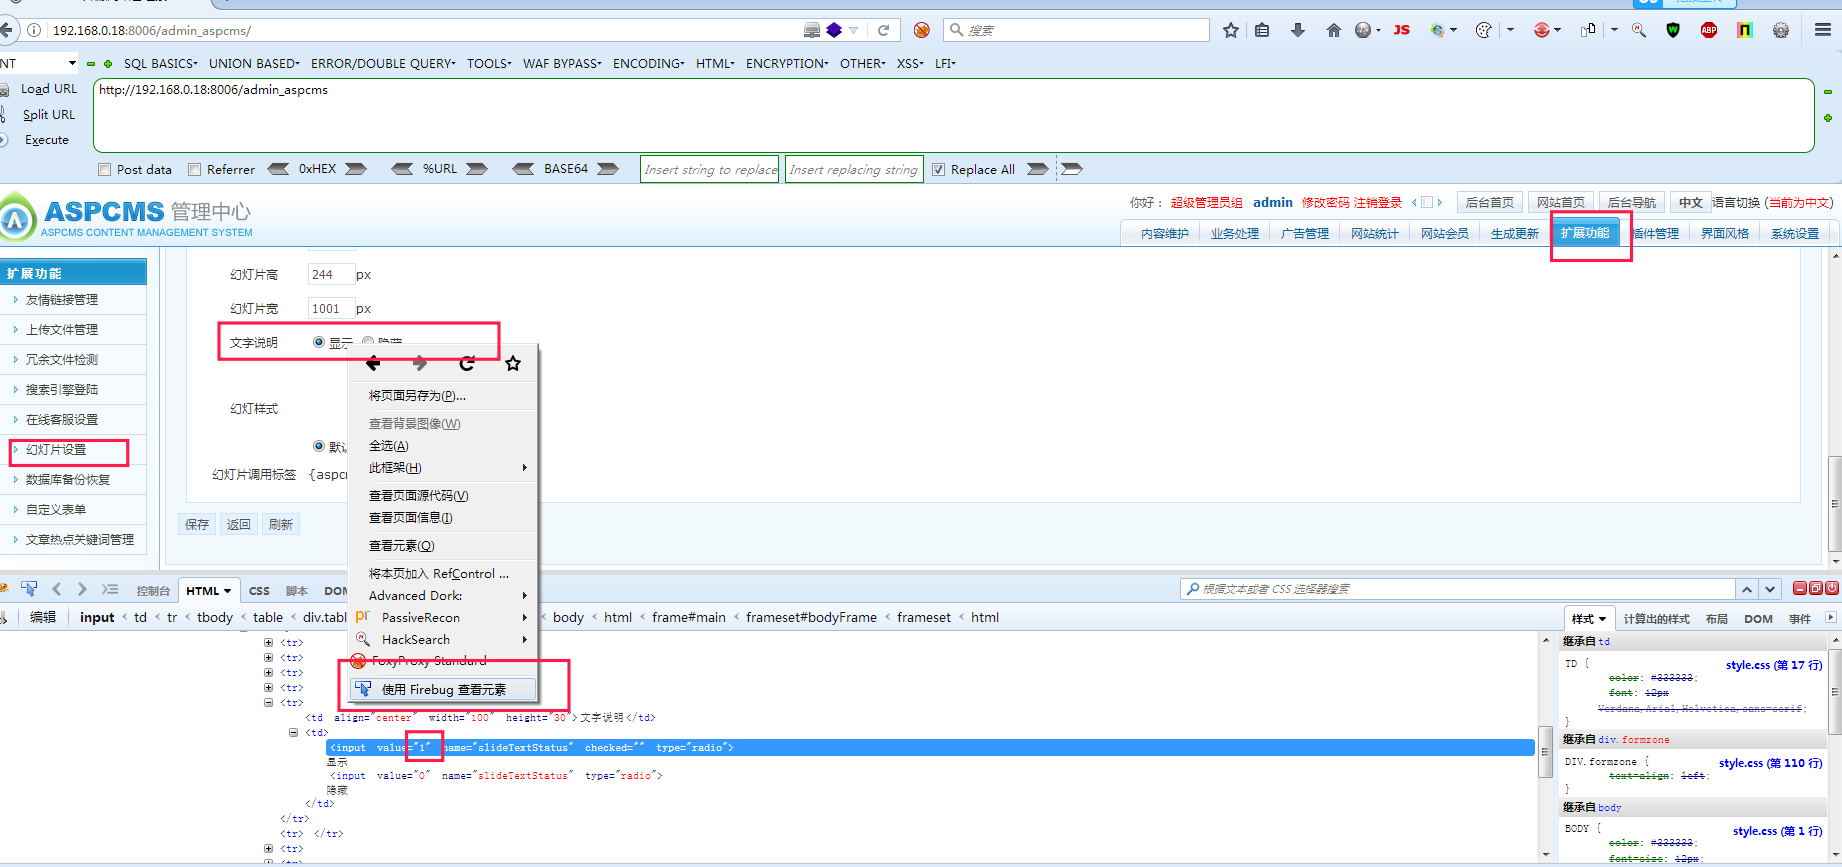 192.168.0.18:8006/admin_aspcms/
搜索
JS
ABP
NT
SQL BASICS
UNION BASED
ERROR/DOUBLE QUERY
TOOLS
WAF BYPASS
ENCODING
HTML
ENCRYPTION
OTHER
XSS
LFI
Load URL
Split URL
Execute
http://192.168.0.18:8006/admin_aspcms
Post data
Referrer
0xHEX
%URL
BASE64
Insert string to replace
Insert replacing string
Replace All
ASPCMS 管理中心
ASPCMS CONTENT MANAGEMENT SYSTEM
你好： 超级管理员组 admin 修改密码 注销登录
后台首页
网站首页
后台导航
中文
语言切换 (当前为中文)
内容维护
业务处理
广告管理
网站统计
网站会员
生成更新
扩展功能
插件管理
界面风格
系统设置
扩展功能
友情链接管理
上传文件管理
冗余文件检测
搜索引擎登陆
在线客服设置
幻灯片设置
数据库备份恢复
自定义表单
文章热点关键词管理
幻灯片高 244 px
幻灯片宽 1001 px
文字说明 显示 隐藏
幻灯样式
默认
幻灯片调用标签 {aspcm
保存 返回 刷新
将页面另存为(P)...
查看背景图像(W)
全选(A)
此框架(H)
查看页面源代码(V)
查看页面信息(I)
查看元素(Q)
将本页加入 RefControl ...
Advanced Dork:
PassiveRecon
HackSearch
FoxyProxy Standard
使用 Firebug 查看元素
控制台
HTML
CSS
脚本
DOM
根据文本或者 CSS 选择器搜索
编辑
input < td < tr < tbody < table < div.tabl
body < html < frame#main < frameset#bodyFrame < frameset < html
样式
计算出的样式
布局
DOM
事件
<tr>
<tr>
<tr>
<tr>
<tr>
<td align="center" width="100" height="30">文字说明</td>
<td>
<input value="1" name="slideTextStatus" checked="" type="radio">
显示
<input value="0" name="slideTextStatus" type="radio">
隐藏
</td>
</tr>
<tr> </tr>
<tr>
<tr>
继承自 td
TD { style.css (第 17 行)
color: #333333;
font: 12px
Verdana,Arial,Helvetica,sans-serif;
}
继承自 div.formzone
DIV.formzone { style.css (第 110 行)
text-align: left;
}
继承自 body
BODY { style.css (第 1 行)
color: #333333;
font-size: 12px;